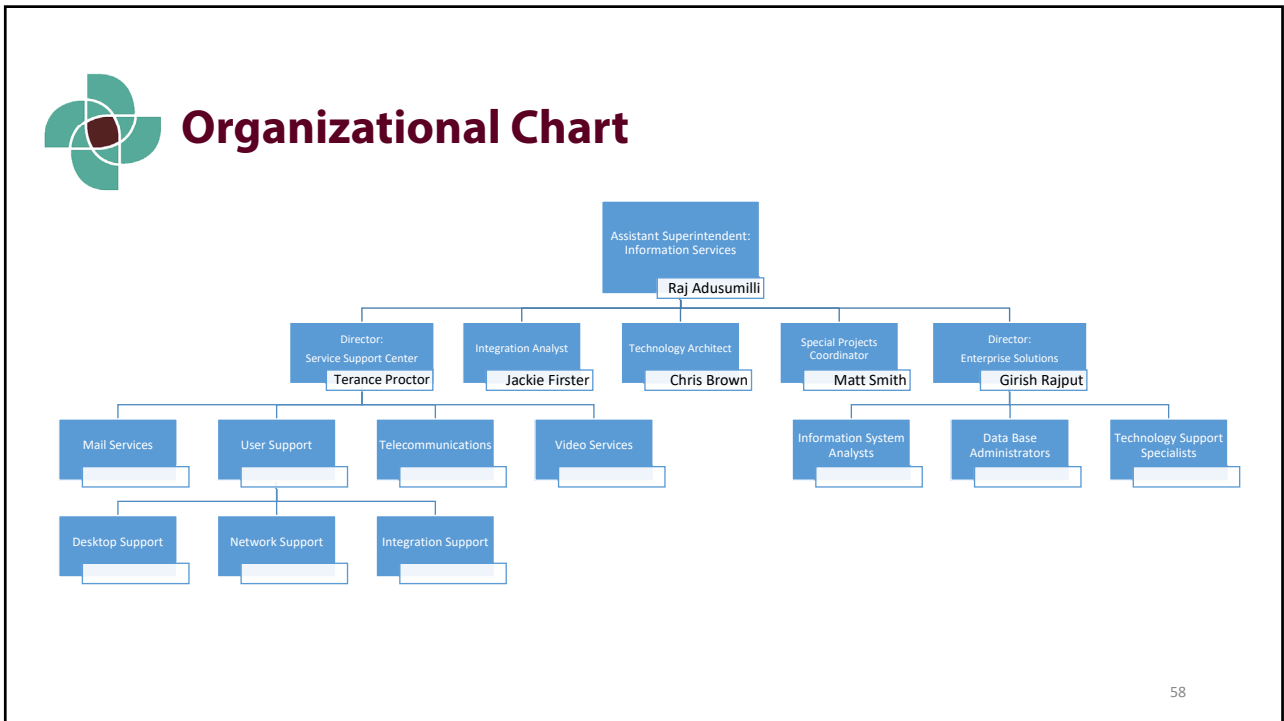 Organizational Chart
Assistant Superintendent:
Information Services
Raj Adusumilli
Director:
Service Support Center
Terance Proctor
Integration Analyst
Jackie Firster
Technology Architect
Chris Brown
Special Projects
Coordinator
Matt Smith
Director:
Enterprise Solutions
Girish Rajput
Mail Services
User Support
Telecommunications
Video Services
Information System
Analysts
Data Base
Administrators
Technology Support
Specialists
Desktop Support
Network Support
Integration Support
58